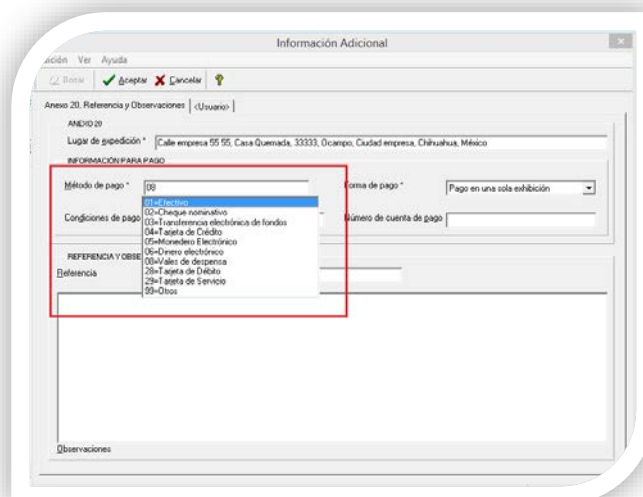 Información Adicional
Ver Ayuda
Borrar Aceptar Cancelar
Anexo 20, Referencia y Observaciones <Usuario>
ANEXO 20
Lugar de expedición * Calle empresa 55 55, Casa Quemada, 33333, Ocampo, Ciudad empresa, Chihuahua, México
INFORMACIÓN PARA PAGO
Método de pago * 08 Forma de pago * Pago en una sola exhibición
01=Efectivo
02=Cheque nominativo
03=Transferencia electrónica de fondos
Condiciones de pago Número de cuenta de pago
04=Tarjeta de Crédito
05=Monedero Electrónico
06=Dinero electrónico
REFERENCIA Y OBSE
08=Vales de despensa
Referencia
28=Tarjeta de Débito
29=Tarjeta de Servicio
99=Otros
Observaciones